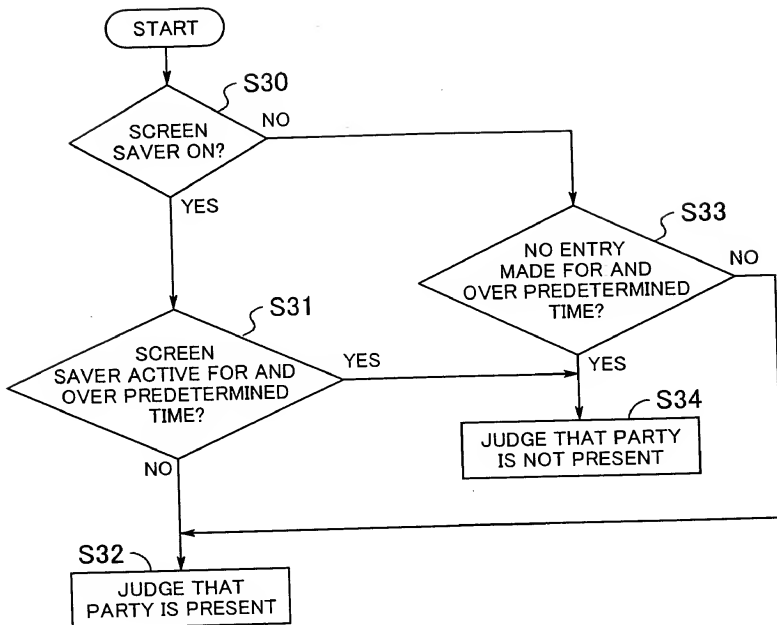 START
S30
SCREEN
SAVER ON?
NO
YES
S33
NO ENTRY
MADE FOR AND
OVER PREDETERMINED
TIME?
NO
YES
S31
SCREEN
SAVER ACTIVE FOR AND
OVER PREDETERMINED
TIME?
YES
NO
S34
JUDGE THAT PARTY
IS NOT PRESENT
S32
JUDGE THAT
PARTY IS PRESENT